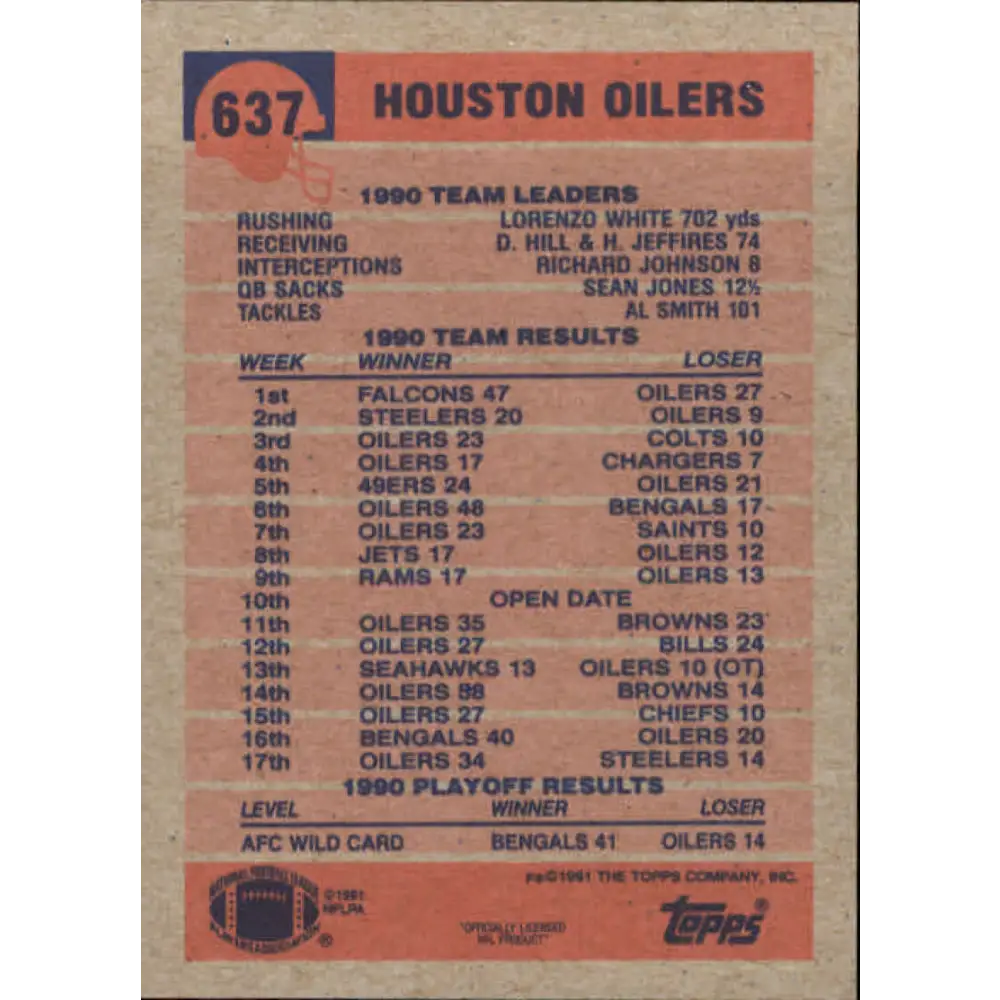 637 HOUSTON OILERS
1990 TEAM LEADERS
RUSHING LORENZO WHITE 702 yds
RECEIVING D. HILL & H. JEFFIRES 74
INTERCEPTIONS RICHARD JOHNSON 8
QB SACKS SEAN JONES 12½
TACKLES AL SMITH 101
1990 TEAM RESULTS
WEEK WINNER LOSER
1st FALCONS 47 OILERS 27
2nd STEELERS 20 OILERS 9
3rd OILERS 23 COLTS 10
4th OILERS 17 CHARGERS 7
5th 49ERS 24 OILERS 21
6th OILERS 48 BENGALS 17
7th OILERS 23 SAINTS 10
8th JETS 17 OILERS 12
9th RAMS 17 OILERS 13
10th OPEN DATE
11th OILERS 35 BROWNS 23
12th OILERS 27 BILLS 24
13th SEAHAWKS 13 OILERS 10 (OT)
14th OILERS BROWNS 14
15th OILERS 27 CHIEFS 10
16th BENGALS 40 OILERS 20
17th OILERS 34 STEELERS 14
1990 PLAYOFF RESULTS
LEVEL WINNER LOSER
AFC WILD CARD BENGALS 41 OILERS 14
©1991 THE TOPPS COMPANY, INC.
©1991
NFLPA
topps®
"OFFICIALLY LICENSED
NFL PRODUCT"